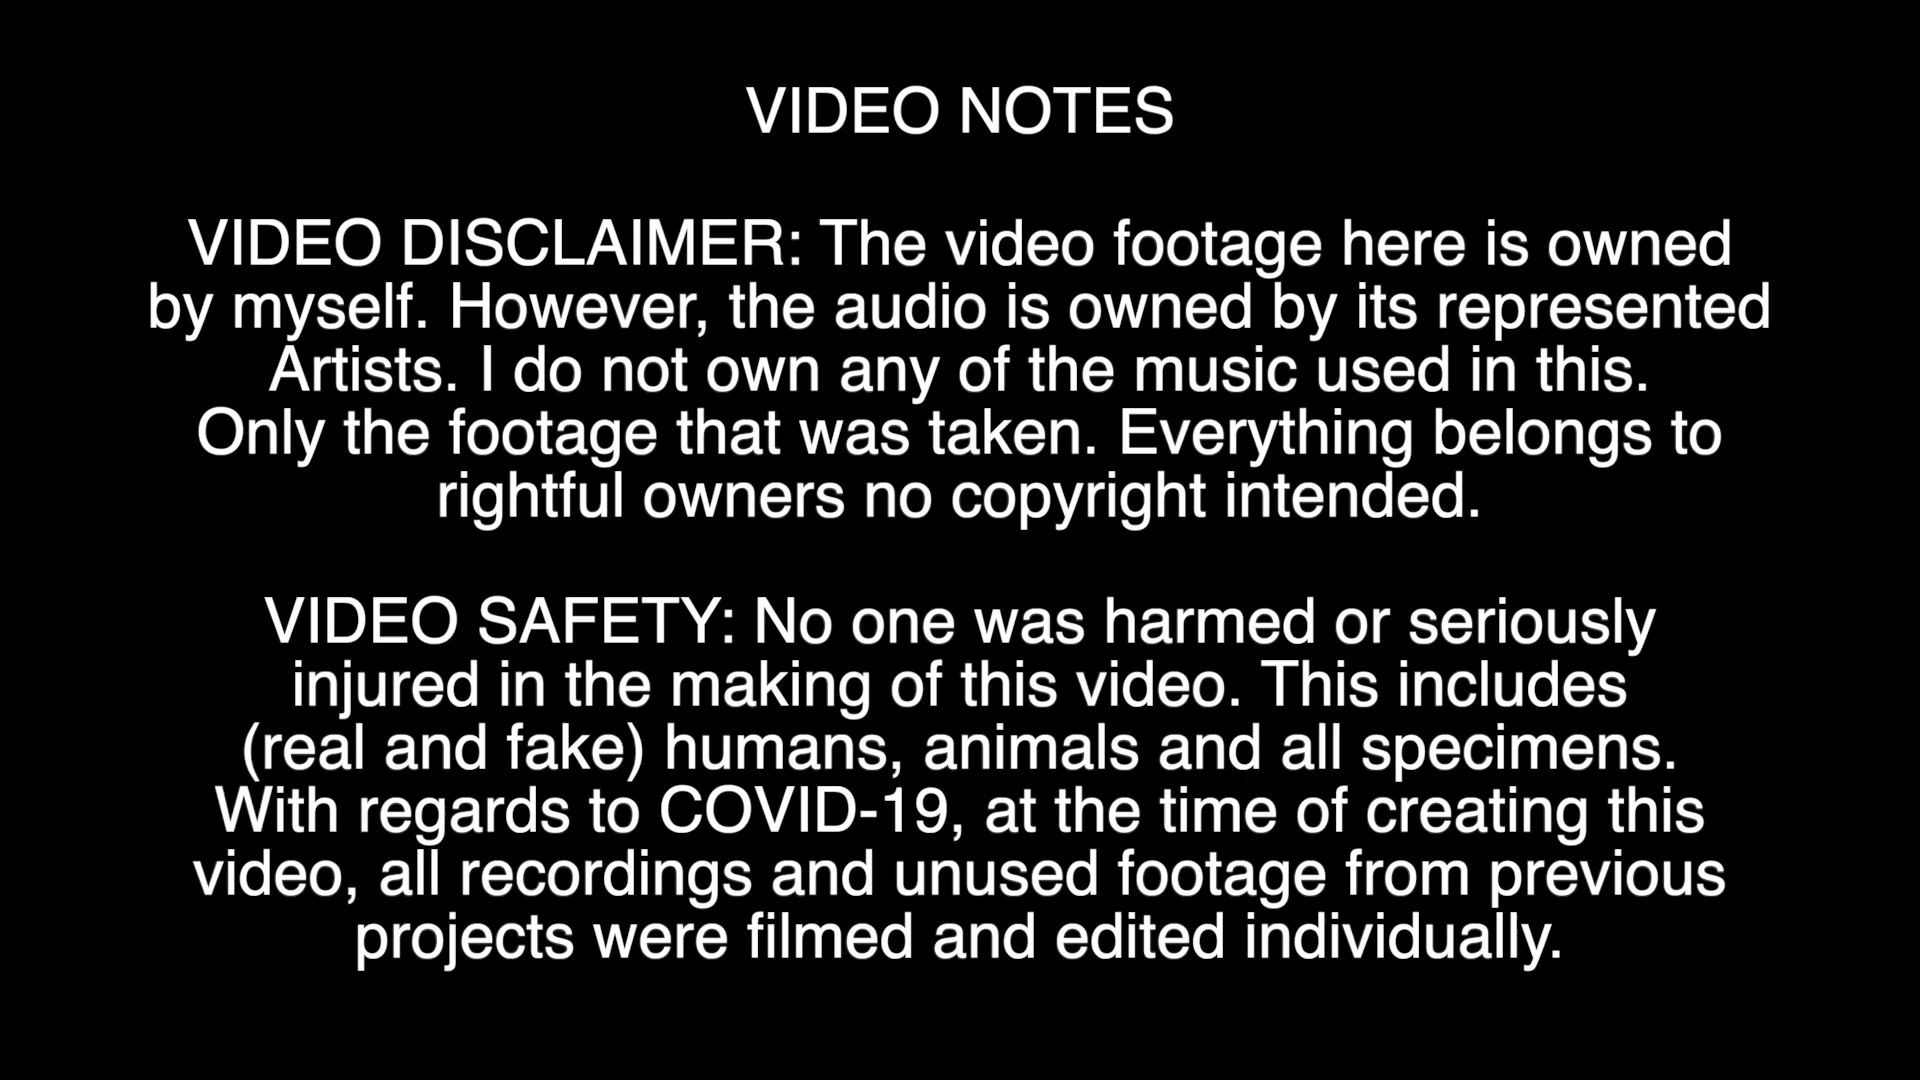 VIDEO NOTES
VIDEO DISCLAIMER: The video footage here is owned
by myself. However, the audio is owned by its represented
Artists. I do not own any of the music used in this.
Only the footage that was taken. Everything belongs to
rightful owners no copyright intended.
VIDEO SAFETY: No one was harmed or seriously
injured in the making of this video. This includes
(real and fake) humans, animals and all specimens.
With regards to COVID-19, at the time of creating this
video, all recordings and unused footage from previous
projects were filmed and edited individually.